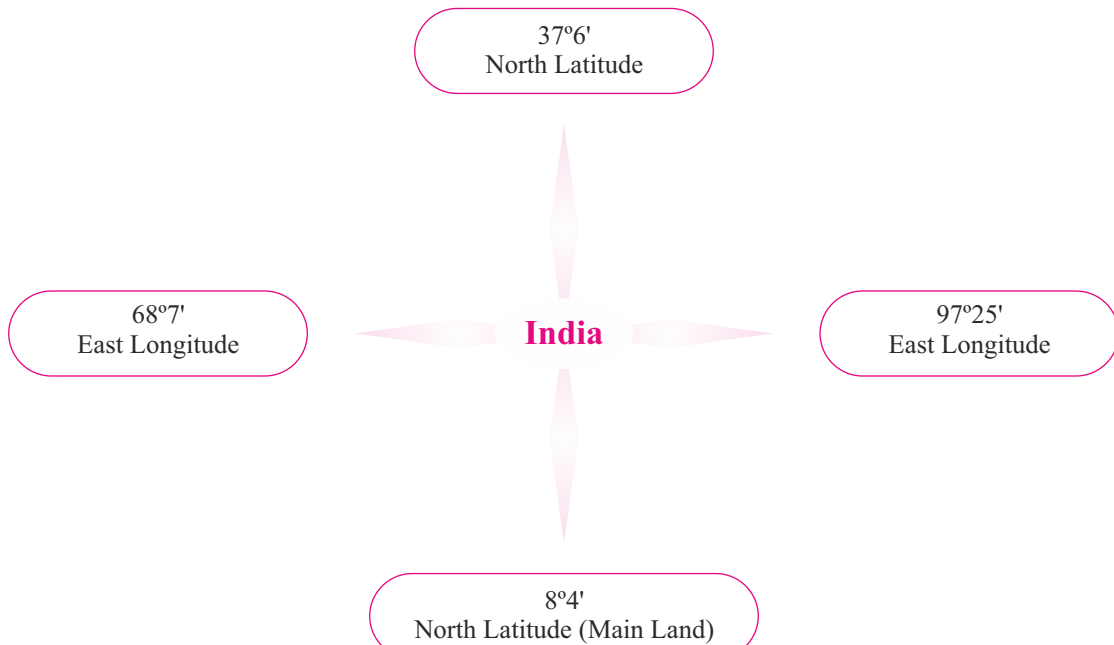 37º6'
North Latitude
68º7'
East Longitude
India
97º25'
East Longitude
8º4'
North Latitude (Main Land)